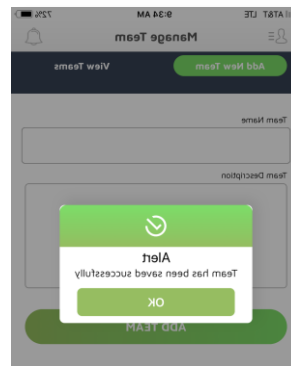 AT&T LTE 9:34 AM 72%
Manage Team
Add New Team View Teams
Team Name
Team Description
Alert
Team has been saved successfully
OK
ADD TEAM